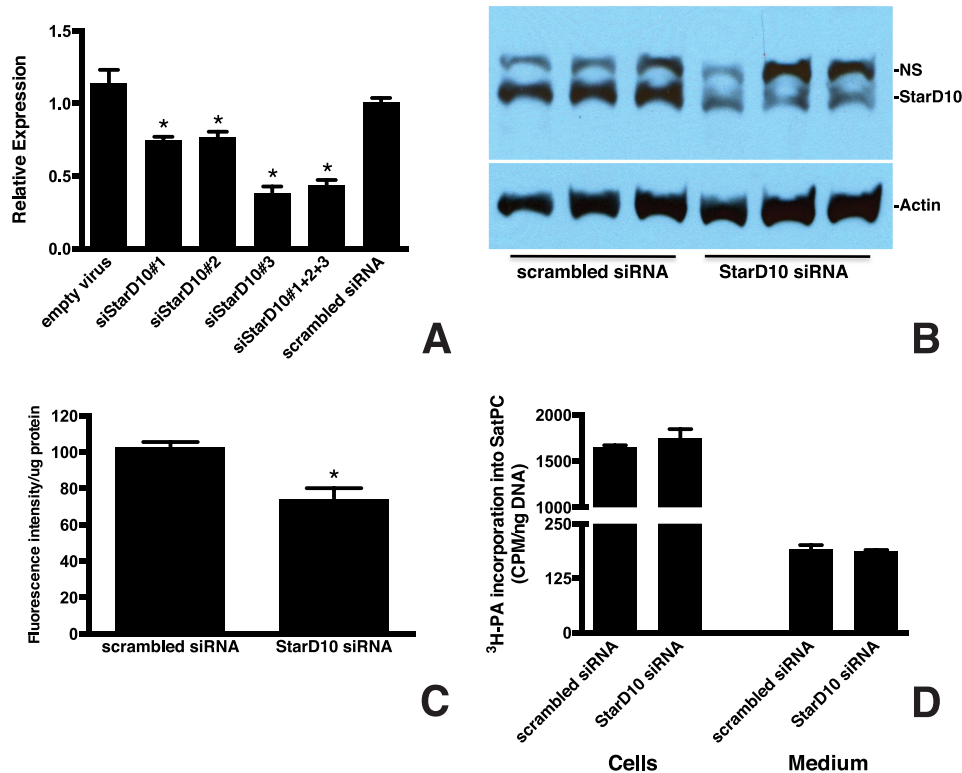 1.5
1.0
0.5
0.0
Relative Expression
*
*
*
*
empty virus
siStarD10#1
siStarD10#2
siStarD10#3
siStarD10#1+2+3
scrambled siRNA
A
-NS
-StarD10
-Actin
scrambled siRNA
StarD10 siRNA
B
120
100
80
60
40
20
0
Fluorescence intensity/ug protein
*
scrambled siRNA
StarD10 siRNA
C
2000
1500
1000
250
125
0
³H-PA incorporation into SatPC
(CPM/ng DNA)
scrambled siRNA
StarD10 siRNA
scrambled siRNA
StarD10 siRNA
Cells
Medium
D